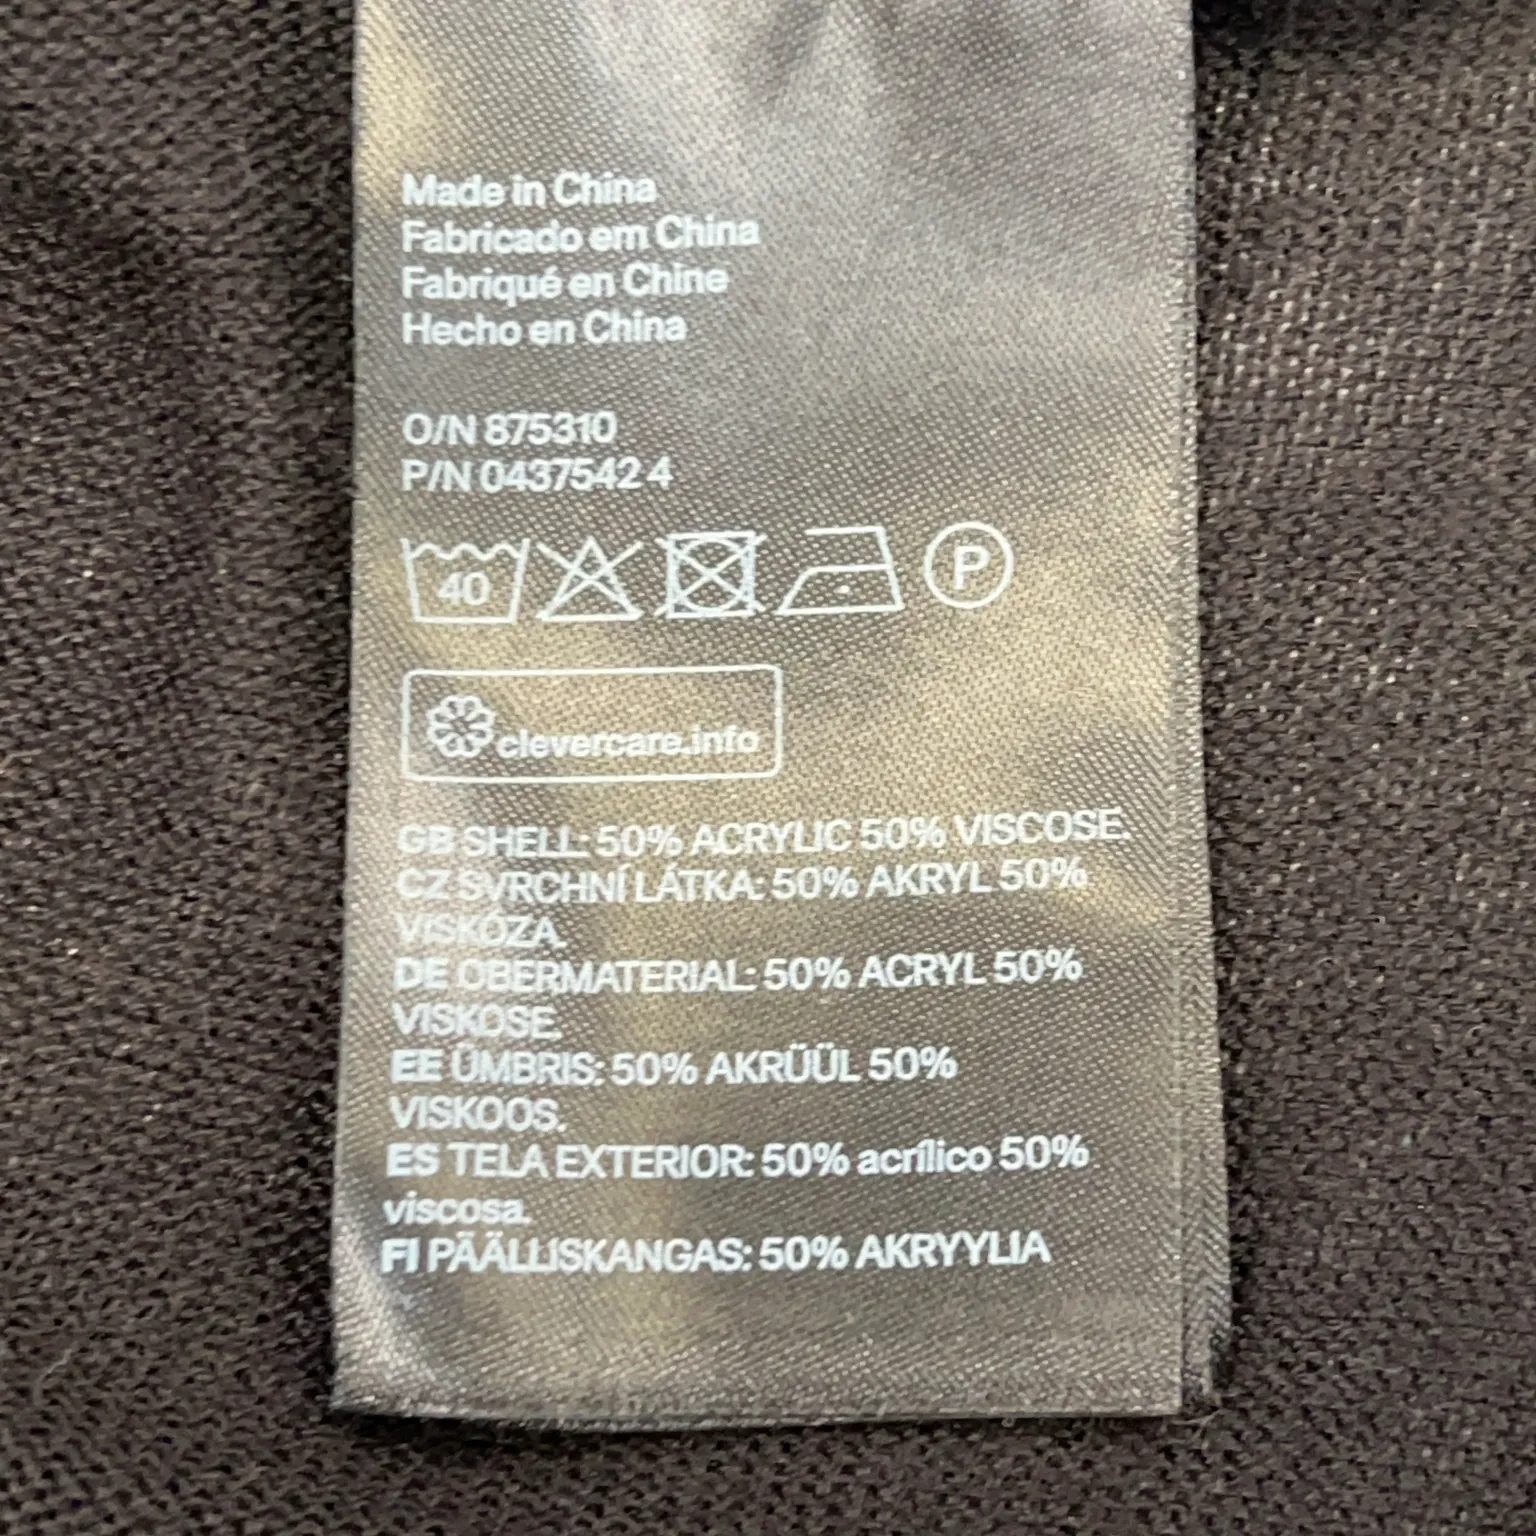 Made in China
Fabricado em China
Fabriqué en Chine
Hecho en China
O/N 875310
P/N 0437542 4
40
P
clevercare.info
GB SHELL: 50% ACRYLIC 50% VISCOSE.
CZ SVRCHNÍ LÁTKA: 50% AKRYL 50%
VISKÓZA.
DE OBERMATERIAL: 50% ACRYL 50%
VISKOSE.
EE ÜMBRIS: 50% AKRÜÜL 50%
VISKOOS.
ES TELA EXTERIOR: 50% acrílico 50%
viscosa.
FI PÄÄLLISKANGAS: 50% AKRYYLIA